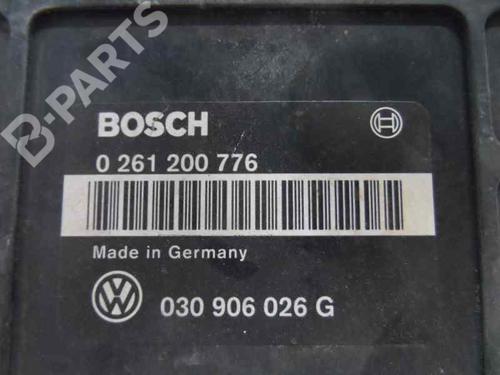 B-PARTS
BOSCH
0 261 200 776
Made in Germany
030 906 026 G